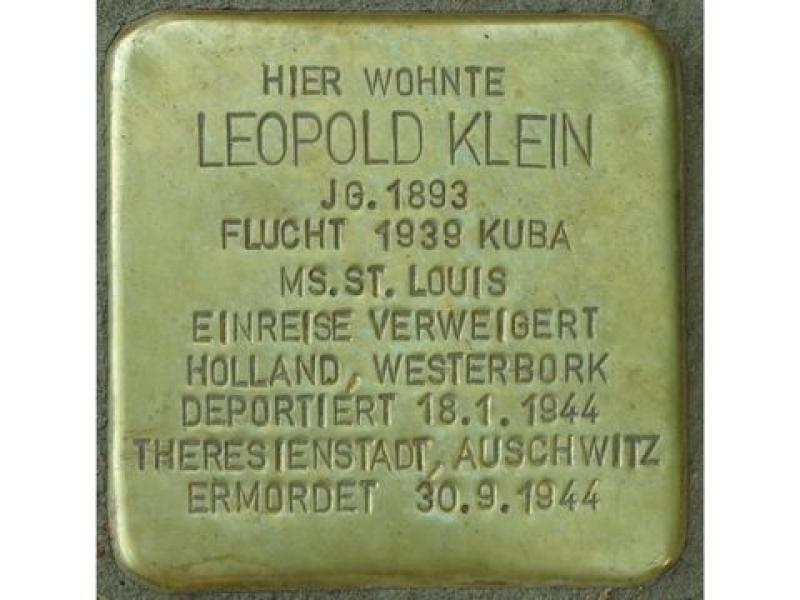 HIER WOHNTE
LEOPOLD KLEIN
JG. 1893
FLUCHT 1939 KUBA
MS. ST. LOUIS
EINREISE VERWEIGERT
HOLLAND, WESTERBORK
DEPORTIERT 18.1.1944
THERESIENSTADT, AUSCHWITZ
ERMORDET 30.9.1944